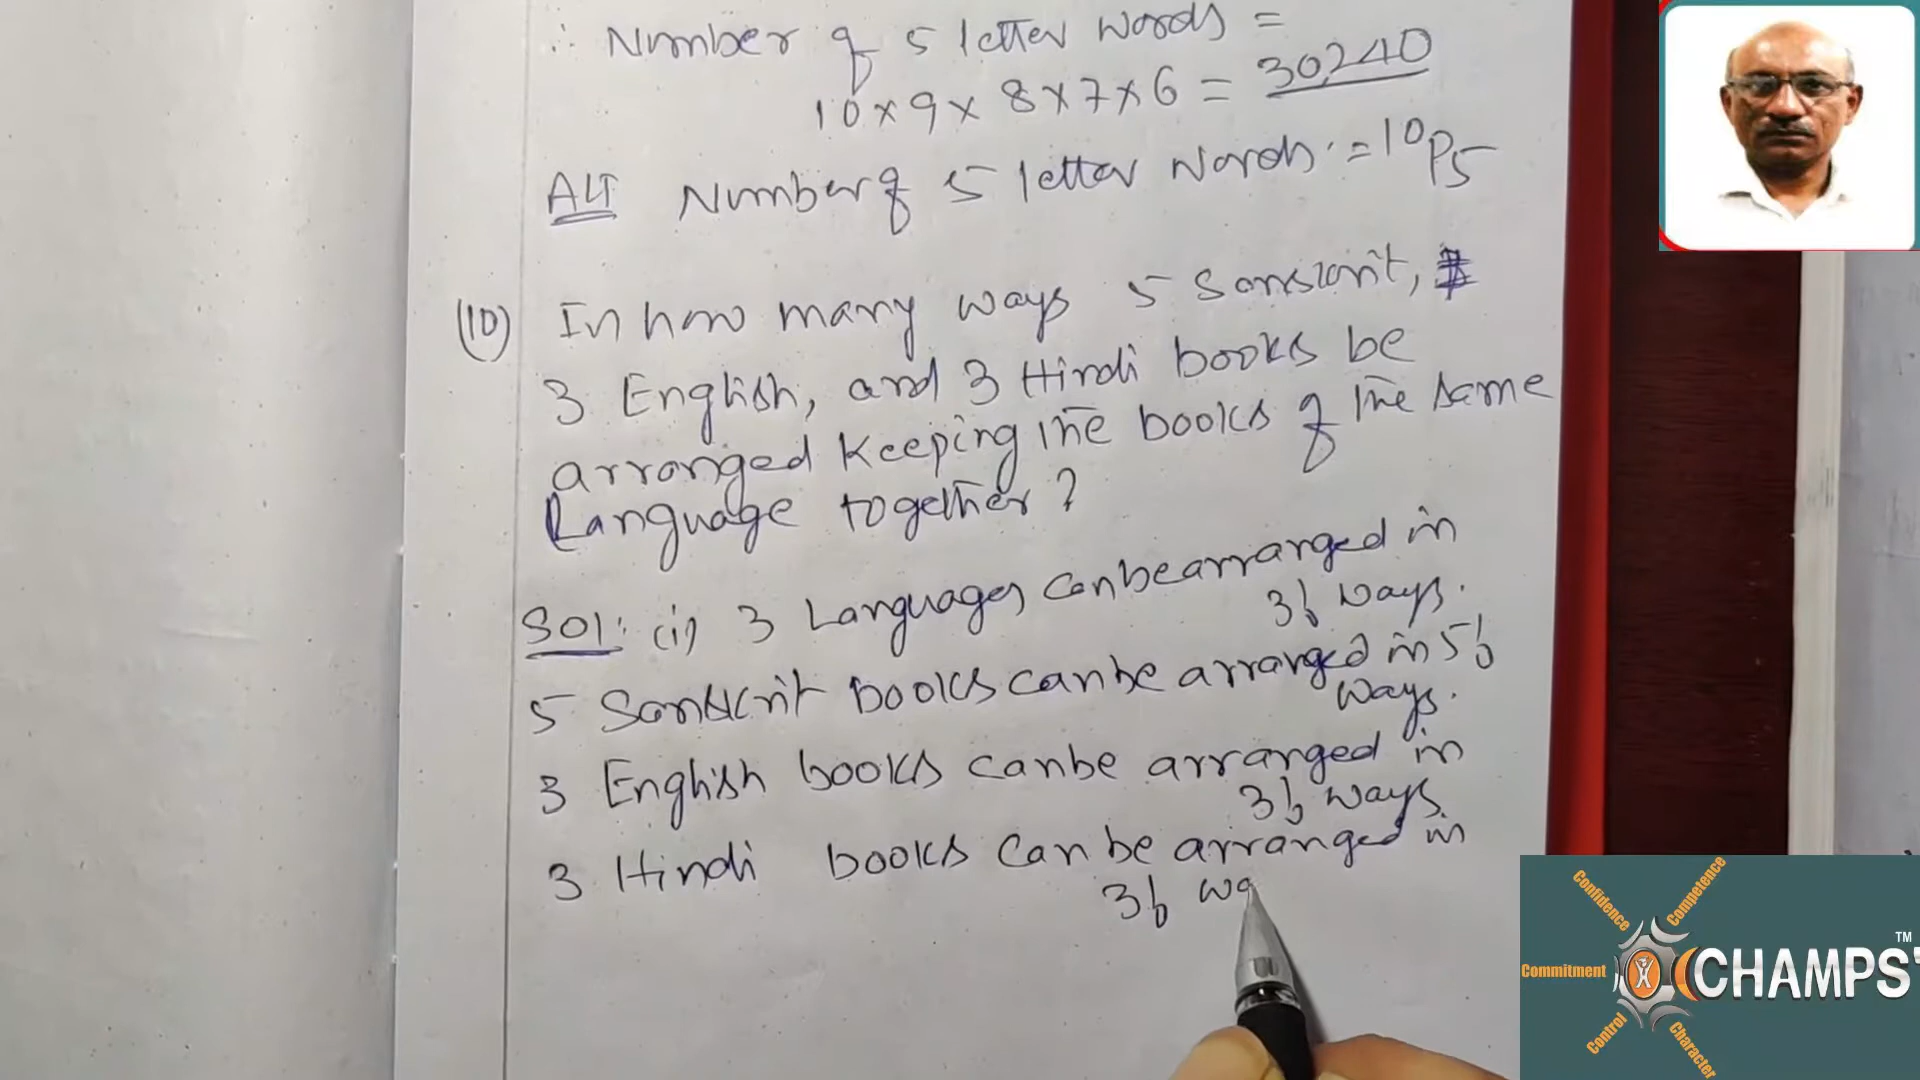 ∴ Number of 5 letter words =
10 x 9 x 8 x 7 x 6 = 30,240
ALT Number of 5 letter words = 10P5
(10) In how many ways 5 Sanskrit,
3 English, and 3 Hindi books be
arranged keeping the books of the same
Language together?
Sol: (i) 3 Languages can be arranged in
3! ways.
5 Sanskrit books can be arranged in 5!
ways.
3 English books can be arranged in
3! ways
3 Hindi books can be arranged in
3! wa
Confidence
Competence
Commitment
CHAMPS TM
Control
Character